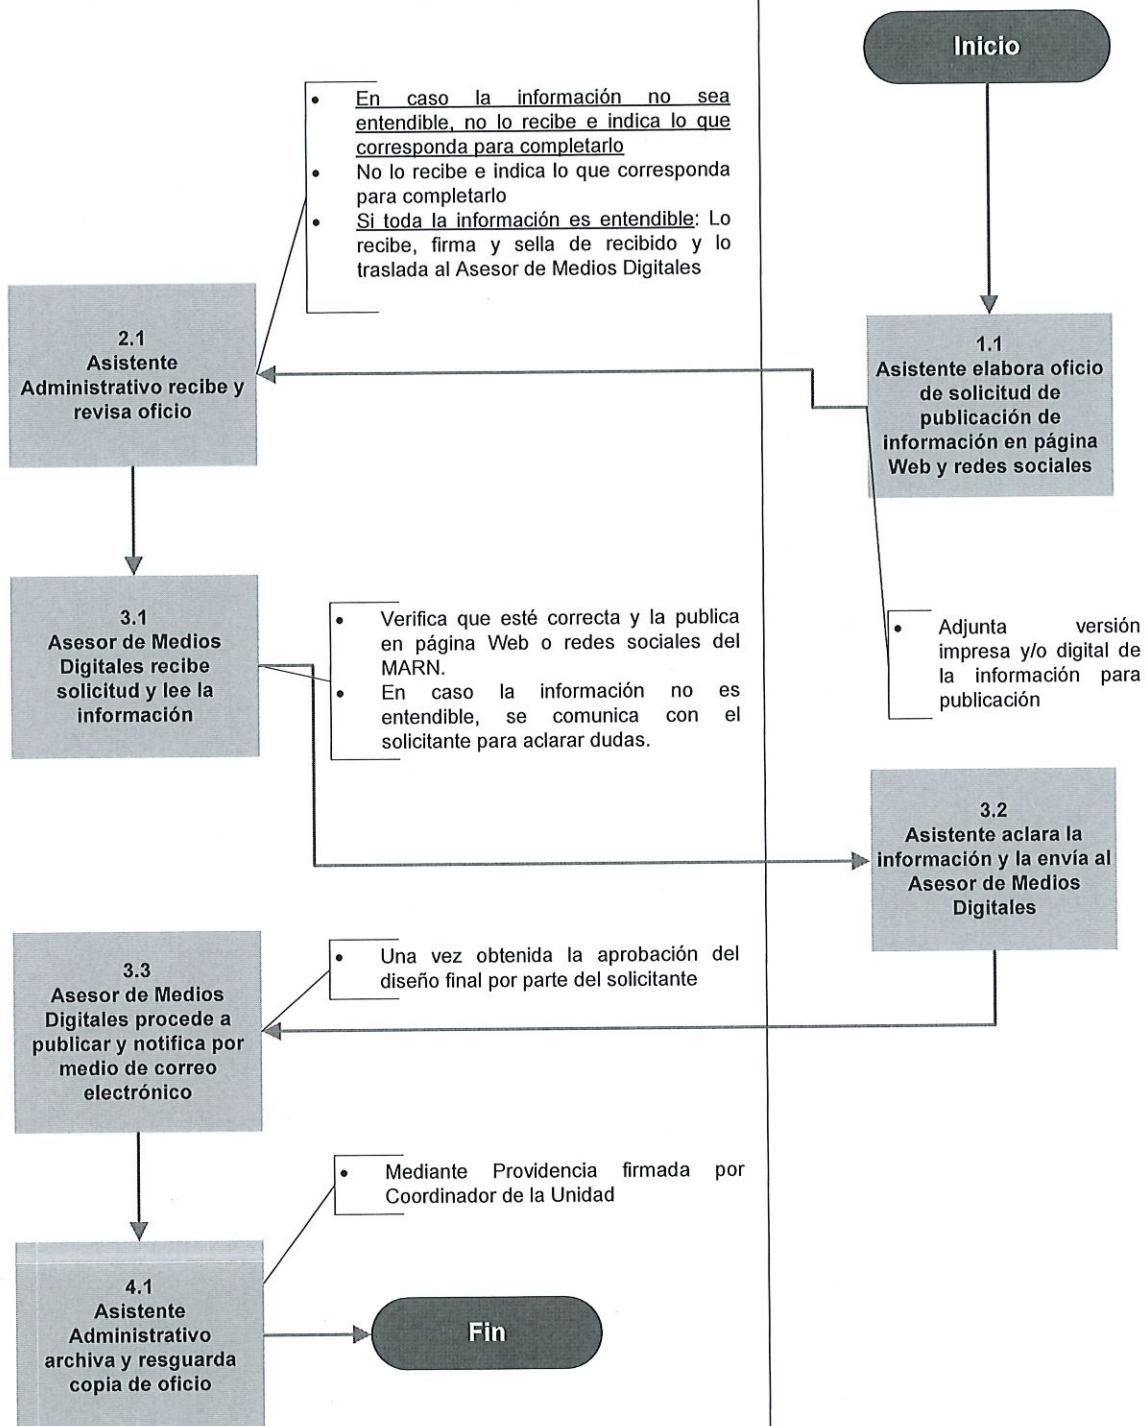 Inicio
• En caso la información no sea
entendible, no lo recibe e indica lo que
corresponda para completarlo
• No lo recibe e indica lo que corresponda
para completarlo
• Si toda la información es entendible: Lo
recibe, firma y sella de recibido y lo
traslada al Asesor de Medios Digitales
1.1
Asistente elabora oficio
de solicitud de
publicación de
información en página
Web y redes sociales
• Adjunta versión
impresa y/o digital de
la información para
publicación
2.1
Asistente
Administrativo recibe y
revisa oficio
3.1
Asesor de Medios
Digitales recibe
solicitud y lee la
información
• Verifica que esté correcta y la publica
en página Web o redes sociales del
MARN.
• En caso la información no es
entendible, se comunica con el
solicitante para aclarar dudas.
3.2
Asistente aclara la
información y la envía al
Asesor de Medios
Digitales
3.3
Asesor de Medios
Digitales procede a
publicar y notifica por
medio de correo
electrónico
• Una vez obtenida la aprobación del
diseño final por parte del solicitante
• Mediante Providencia firmada por
Coordinador de la Unidad
4.1
Asistente
Administrativo
archiva y resguarda
copia de oficio
Fin